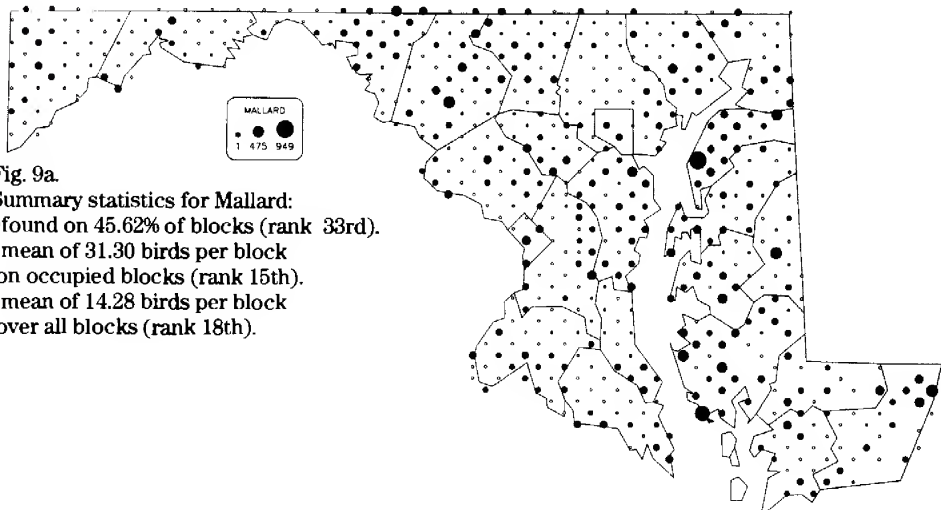 MALLARD
1 475 949
Fig. 9a.
Summary statistics for Mallard:
found on 45.62% of blocks (rank 33rd).
mean of 31.30 birds per block
on occupied blocks (rank 15th).
mean of 14.28 birds per block
over all blocks (rank 18th).